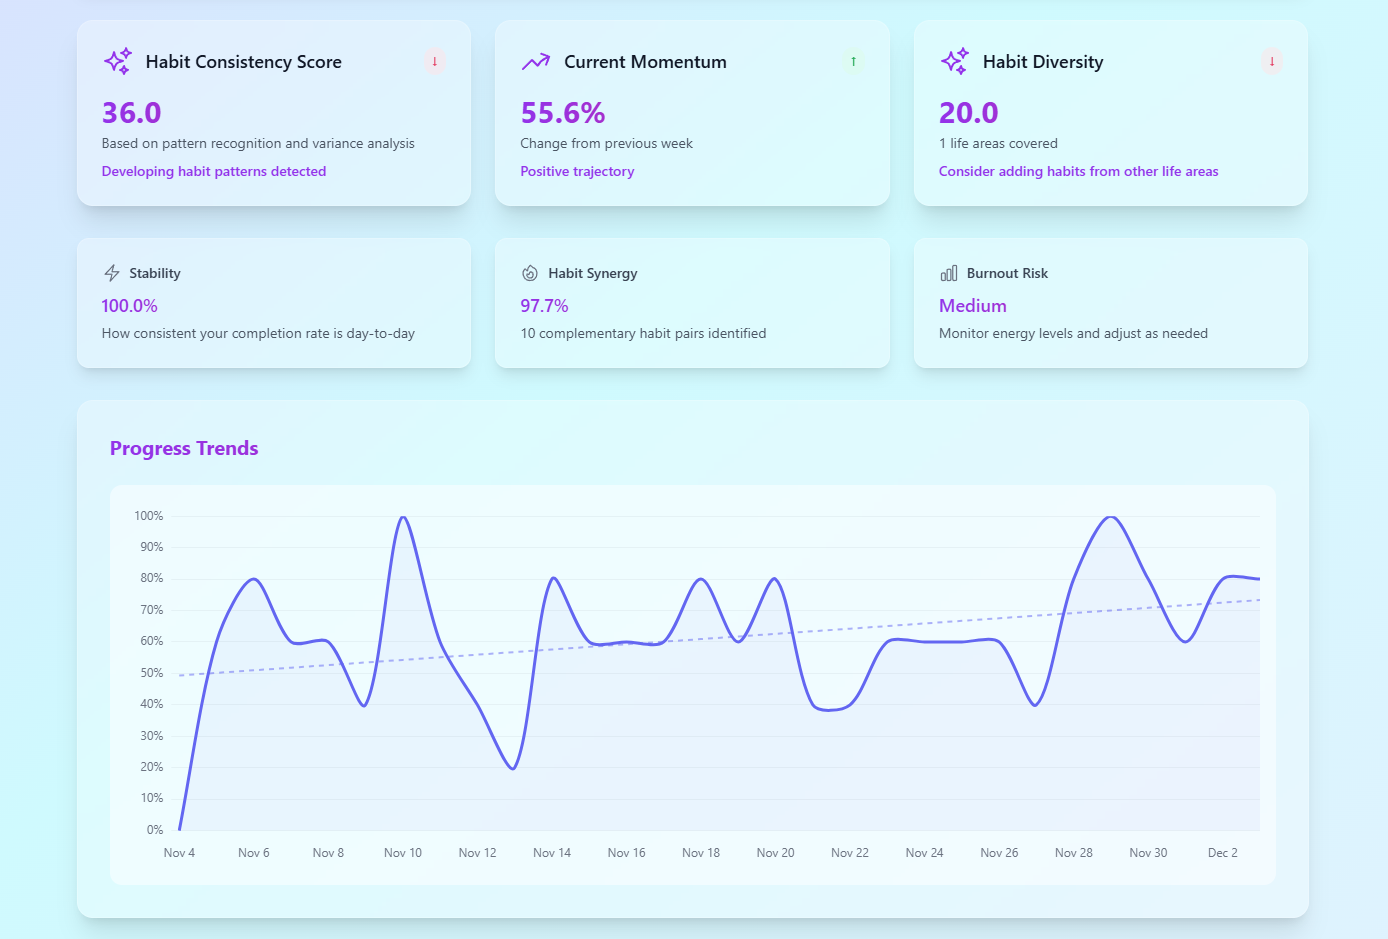 Habit Consistency Score
↓
36.0
Based on pattern recognition and variance analysis
Developing habit patterns detected
Current Momentum
↑
55.6%
Change from previous week
Positive trajectory
Habit Diversity
↓
20.0
1 life areas covered
Consider adding habits from other life areas
Stability
100.0%
How consistent your completion rate is day-to-day
Habit Synergy
97.7%
10 complementary habit pairs identified
Burnout Risk
Medium
Monitor energy levels and adjust as needed
Progress Trends
100%
90%
80%
70%
60%
50%
40%
30%
20%
10%
0%
Nov 4 Nov 6 Nov 8 Nov 10 Nov 12 Nov 14 Nov 16 Nov 18 Nov 20 Nov 22 Nov 24 Nov 26 Nov 28 Nov 30 Dec 2